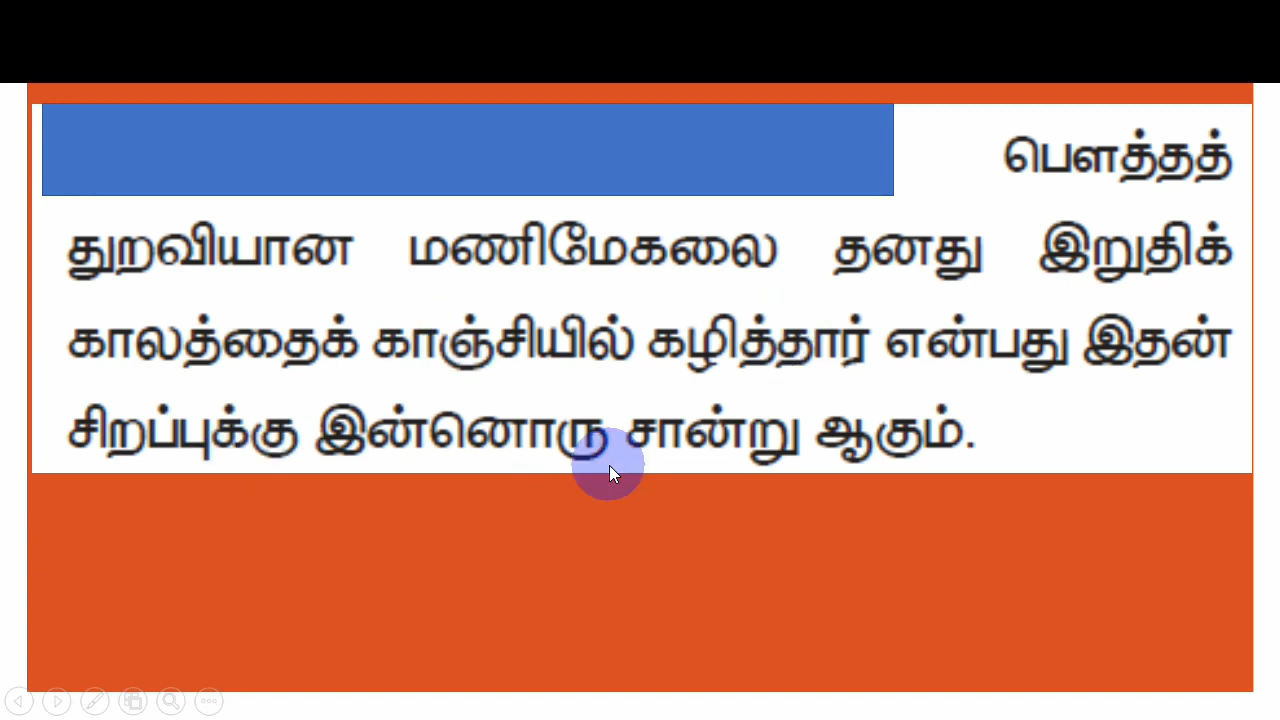 பௌத்தத்
துறவியான மணிமேகலை தனது இறுதிக்
காலத்தைக் காஞ்சியில் கழித்தார் என்பது இதன்
சிறப்புக்கு இன்னொரு சான்று ஆகும்.